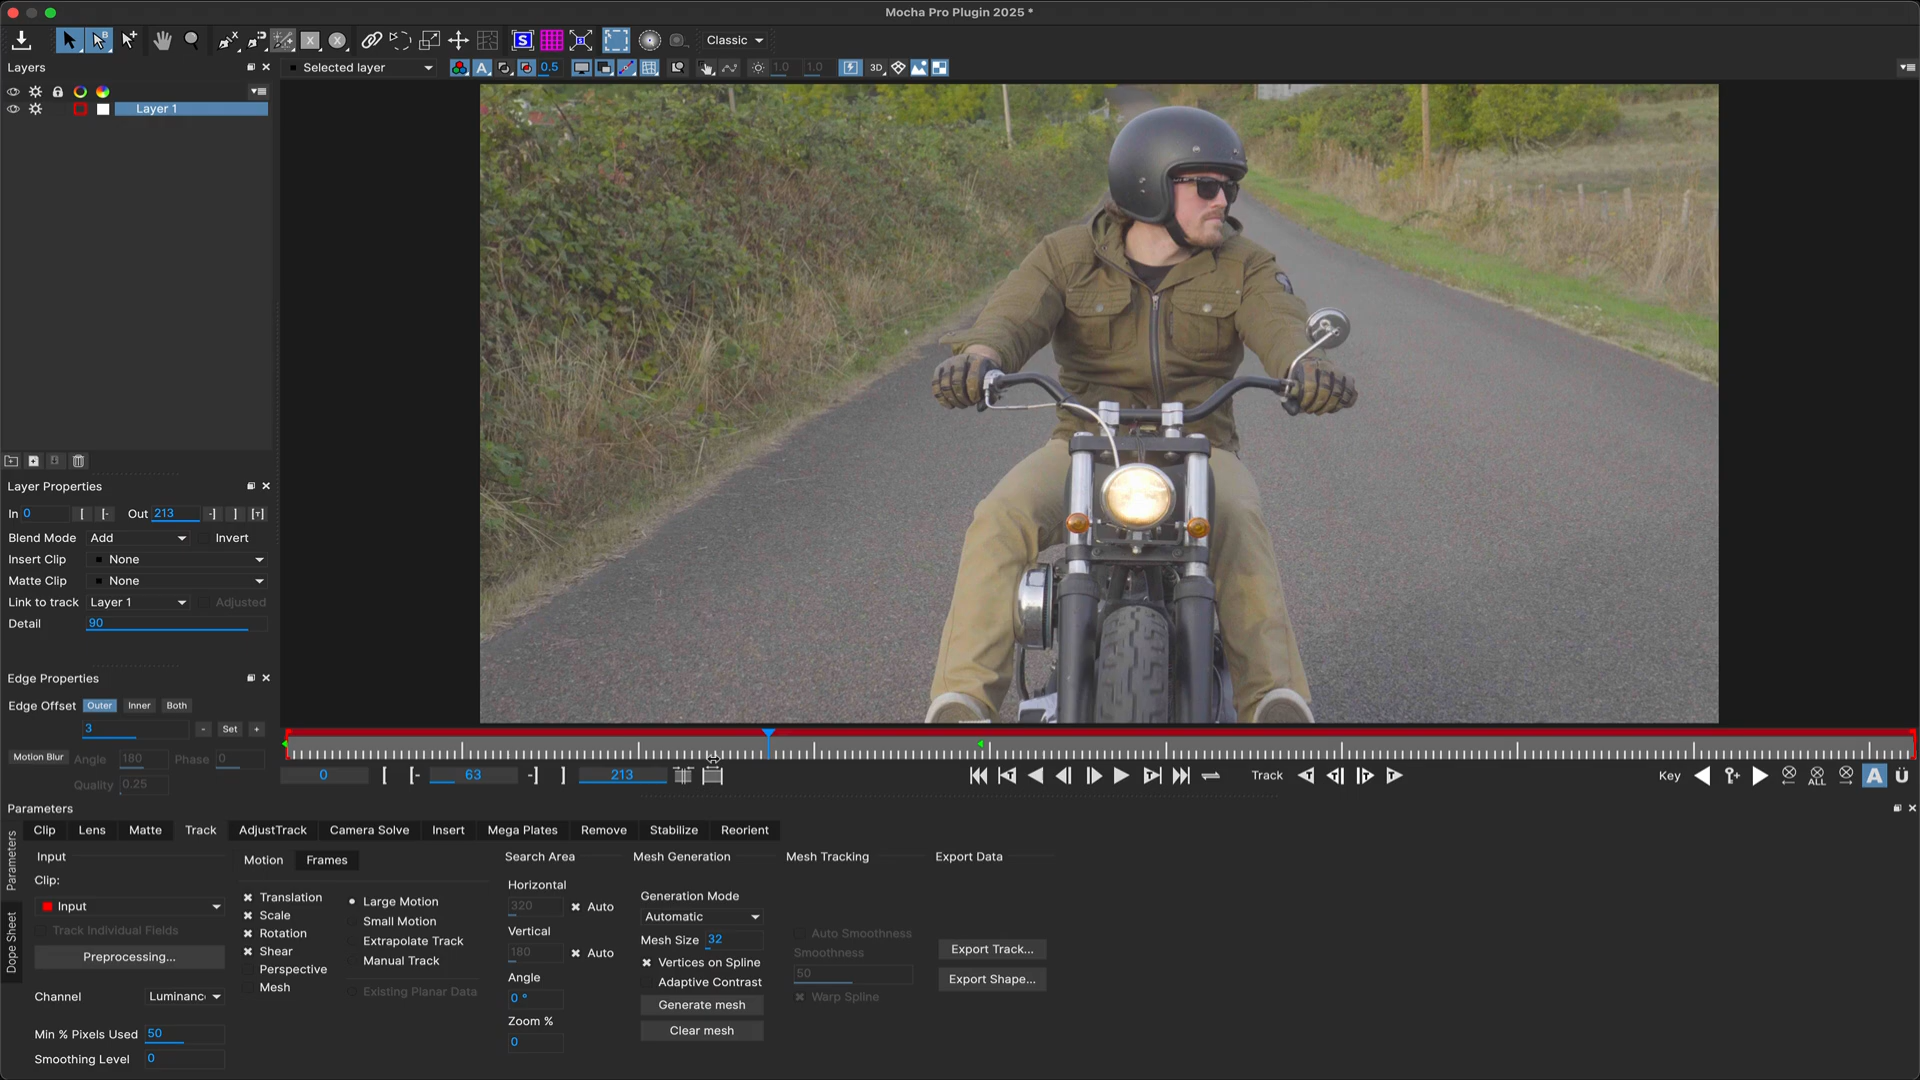 Mocha Pro Plugin 2025 *
Classic
Layers
Selected layer
0.5
1.0
1.0
3D
Layer 1
Layer Properties
In 0
Out 213
Blend Mode Add
Invert
Insert Clip None
Matte Clip None
Link to track Layer 1
Adjusted
Detail 90
Edge Properties
Edge Offset Outer Inner Both
3
- Set +
Motion Blur Angle 180 Phase 0
Quality 0.25
0
63
213
Track
Key
ALL
Parameters
Parameters
Dope Sheet
Clip Lens Matte Track AdjustTrack Camera Solve Insert Mega Plates Remove Stabilize Reorient
Input
Clip:
Input
Track Individual Fields
Preprocessing...
Channel Luminanc
Min % Pixels Used 50
Smoothing Level 0
Motion Frames
Translation
Scale
Rotation
Shear
Perspective
Mesh
Large Motion
Small Motion
Extrapolate Track
Manual Track
Existing Planar Data
Search Area
Horizontal
320 Auto
Vertical
180 Auto
Angle
0 °
Zoom %
0
Mesh Generation
Generation Mode
Automatic
Mesh Size 32
Vertices on Spline
Adaptive Contrast
Generate mesh
Clear mesh
Mesh Tracking
Auto Smoothness
Smoothness
50
Warp Spline
Export Data
Export Track...
Export Shape...